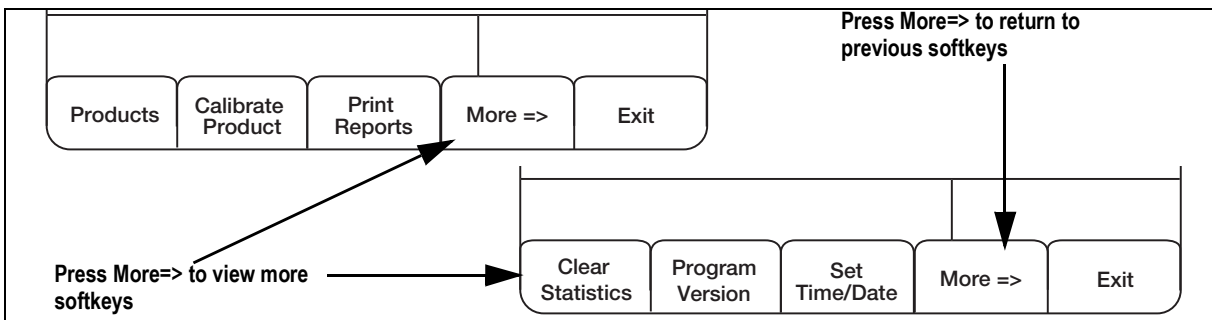 Press More=> to return to
previous softkeys
Products
Calibrate
Product
Print
Reports
More =>
Exit
Press More=> to view more
softkeys
Clear
Statistics
Program
Version
Set
Time/Date
More =>
Exit